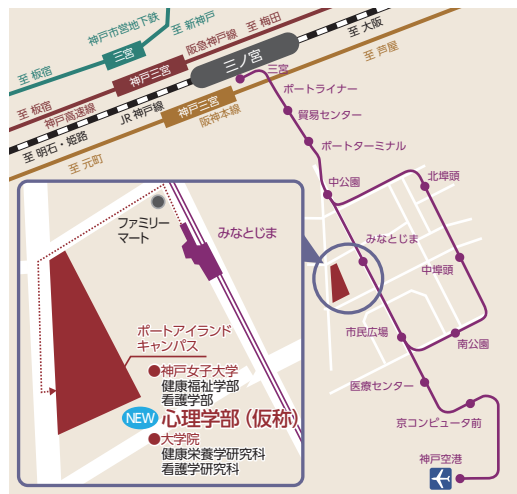 神戸市営地下鉄
至 新神戸
阪急神戸線
至 梅田
三宮
至 板宿
神戸三宮
三ノ宮
至 大阪
至 板宿
神戸高速線
JR 神戸線
至 明石・姫路
神戸三宮
阪神本線
至 芦屋
至 元町
三宮
ポートライナー
貿易センター
ポートターミナル
中公園
北埠頭
みなとじま
中埠頭
市民広場
南公園
医療センター
京コンピュータ前
神戸空港
ファミリー
マート
みなとじま
ポートアイランド
キャンパス
●神戸女子大学
健康福祉学部
看護学部
NEW 心理学部（仮称）
●大学院
健康栄養学研究科
看護学研究科